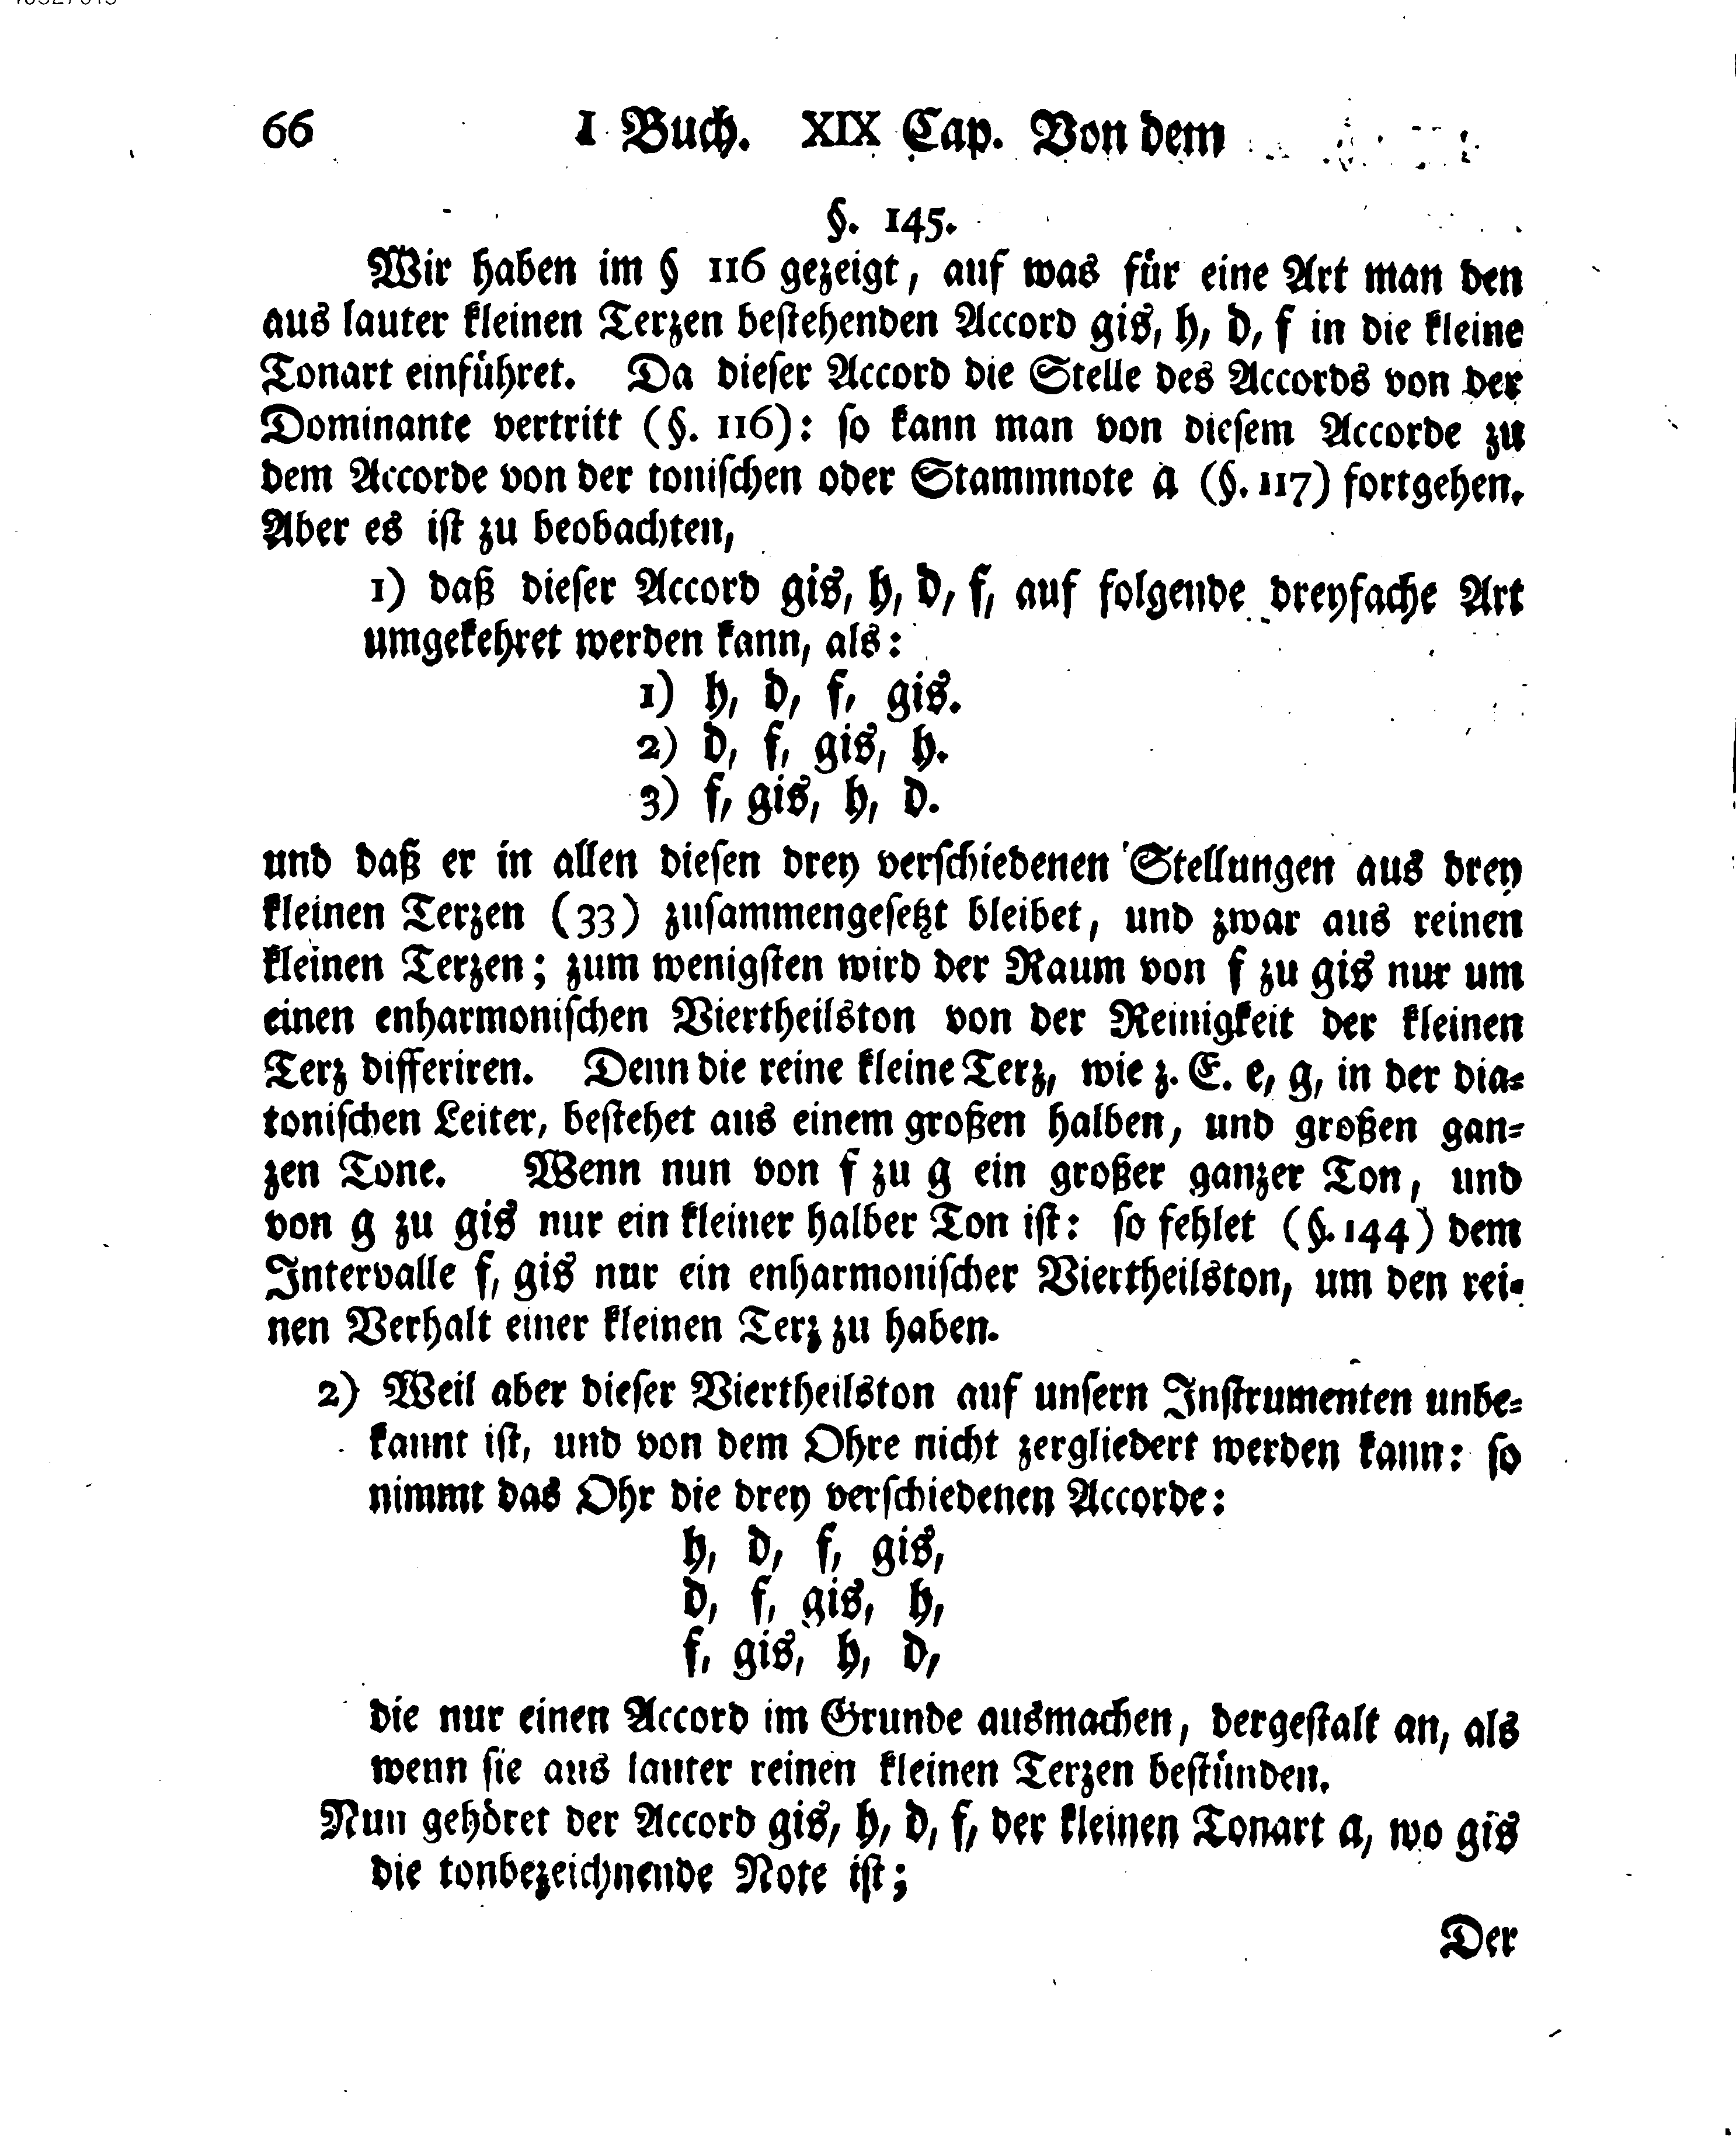 66 I Buch. XIX Cap. Von dem
§. 145.
Wir haben im § 116 gezeigt, auf was für eine Art man den
aus lauter kleinen Terzen bestehenden Accord gis, h, d, f in die kleine
Tonart einführet. Da dieser Accord die Stelle des Accords von der
Dominante vertritt (§. 116): so kann man von diesem Accorde zu
dem Accorde von der tonischen oder Stammnote a (§. 117) fortgehen.
Aber es ist zu beobachten,
1) daß dieser Accord gis, h, d, f, auf folgende dreyfache Art
umgekehret werden kann, als:
1) h, d, f, gis.
2) d, f, gis, h.
3) f, gis, h, d.
und daß er in allen diesen drey verschiedenen Stellungen aus drey
kleinen Terzen (33) zusammengesetzt bleibet, und zwar aus reinen
kleinen Terzen; zum wenigsten wird der Raum von f zu gis nur um
einen enharmonischen Viertheilston von der Reinigkeit der kleinen
Terz differiren. Denn die reine kleine Terz, wie z. E. e, g, in der dia-
tonischen Leiter, bestehet aus einem großen halben, und großen gan-
zen Tone. Wenn nun von f zu g ein großer ganzer Ton, und
von g zu gis nur ein kleiner halber Ton ist: so fehlet (§. 144) dem
Intervalle f, gis nur ein enharmonischer Viertheilston, um den rei-
nen Verhalt einer kleinen Terz zu haben.
2) Weil aber dieser Viertheilston auf unsern Instrumenten unbe-
kannt ist, und von dem Ohre nicht zergliedert werden kann: so
nimmt das Ohr die drey verschiedenen Accorde:
h, d, f, gis,
d, f, gis, h,
f, gis, h, d,
die nur einen Accord im Grunde ausmachen, dergestalt an, als
wenn sie aus lauter reinen kleinen Terzen bestünden.
Nun gehöret der Accord gis, h, d, f, der kleinen Tonart a, wo gis
die tonbezeichnende Note ist;
Der